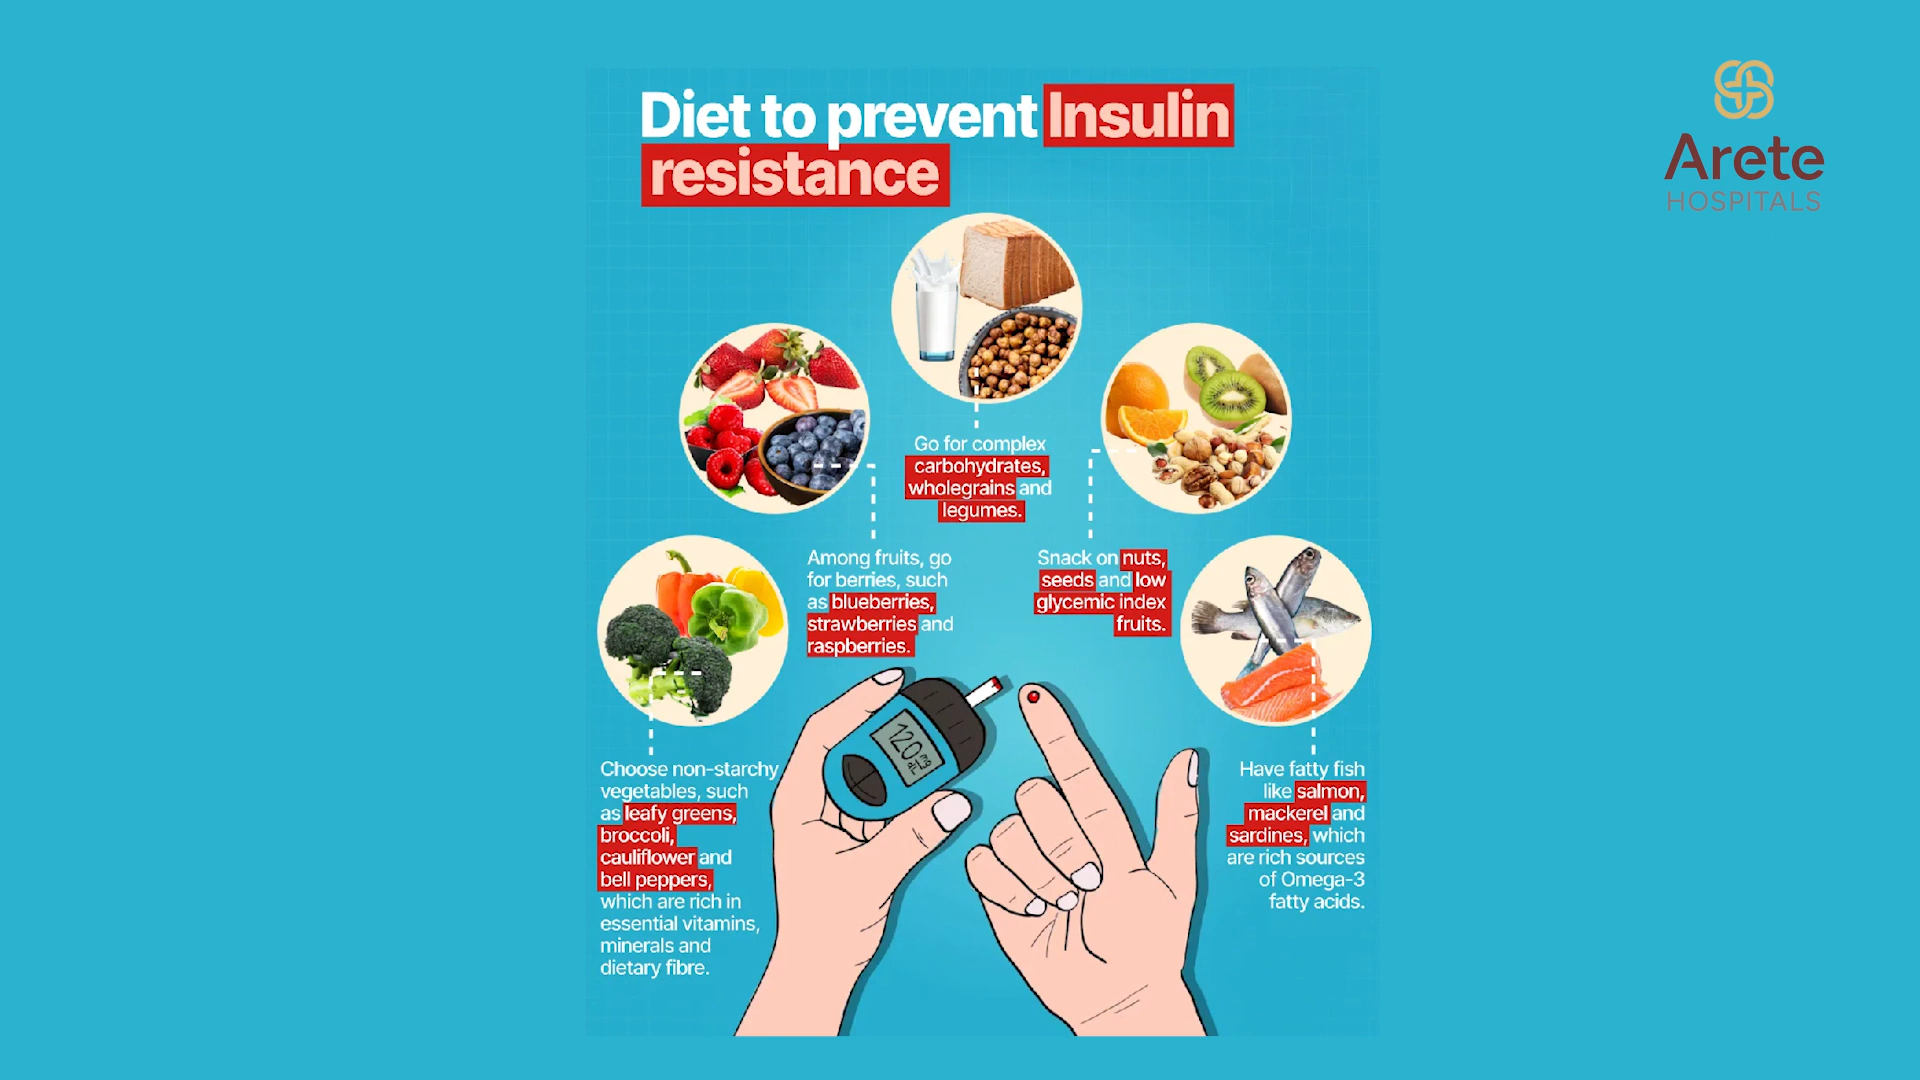 Diet to prevent Insulin
resistance
Arete
HOSPITALS
Go for complex
carbohydrates,
wholegrains and
legumes.
Among fruits, go
for berries, such
as blueberries,
strawberries and
raspberries.
Snack on nuts,
seeds and low
glycemic index
fruits.
Choose non-starchy
vegetables, such
as leafy greens,
broccoli,
cauliflower and
bell peppers,
which are rich in
essential vitamins,
minerals and
dietary fibre.
120 mg
dL
Have fatty fish
like salmon,
mackerel and
sardines, which
are rich sources
of Omega-3
fatty acids.